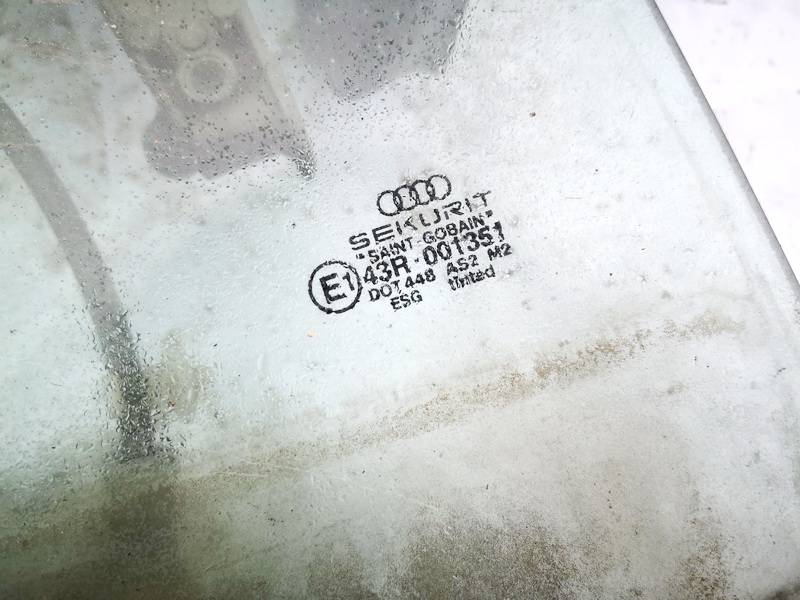 SEKURIT
"SAINT-GOBAIN"
E1 43R-001351
DOT 448 AS2 M2
ESG tinted